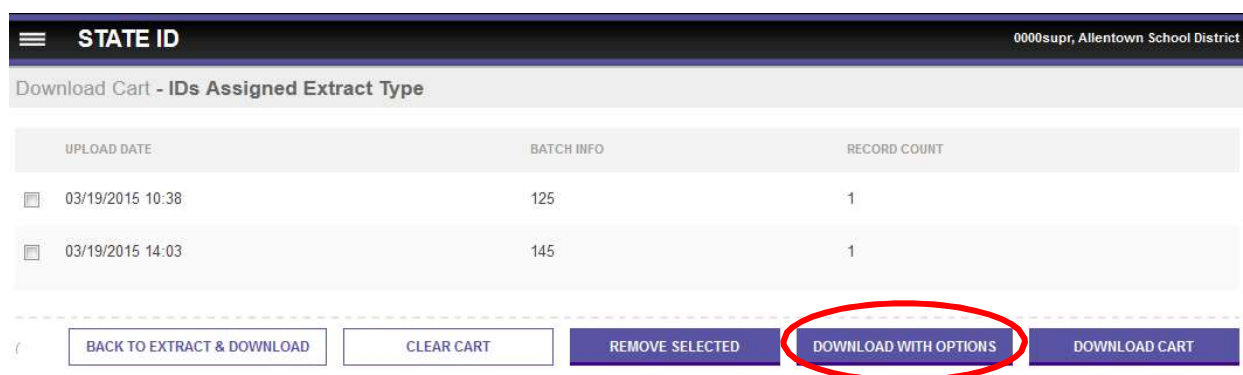 STATE ID 0000supr, Allentown School District
Download Cart - IDs Assigned Extract Type
UPLOAD DATE BATCH INFO RECORD COUNT
03/19/2015 10:38 125 1
03/19/2015 14:03 145 1
( BACK TO EXTRACT & DOWNLOAD CLEAR CART REMOVE SELECTED DOWNLOAD WITH OPTIONS DOWNLOAD CART